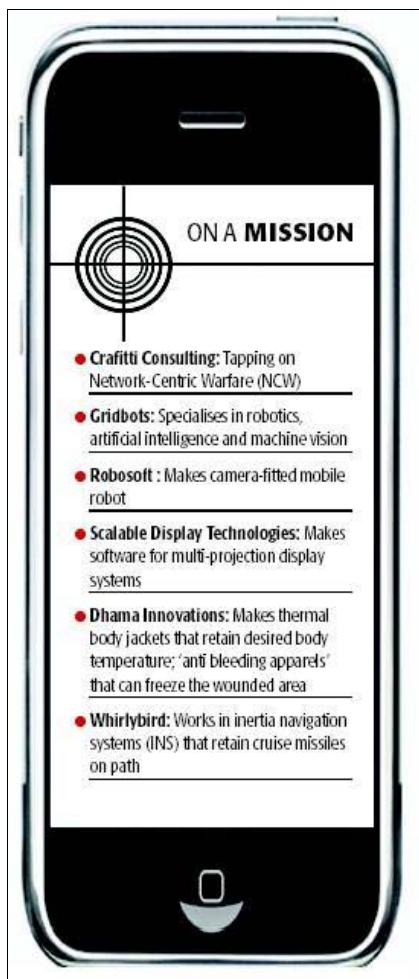 ON A MISSION
Crafitti Consulting: Tapping on
Network-Centric Warfare (NCW)
Gridbots: Specialises in robotics,
artificial intelligence and machine vision
Robosoft : Makes camera-fitted mobile
robot
Scalable Display Technologies: Makes
software for multi-projection display
systems
Dhama Innovations: Makes thermal
body jackets that retain desired body
temperature; ‘anti bleeding apparels’
that can freeze the wounded area
Whirlybird: Works in inertia navigation
systems (INS) that retain cruise missiles
on path